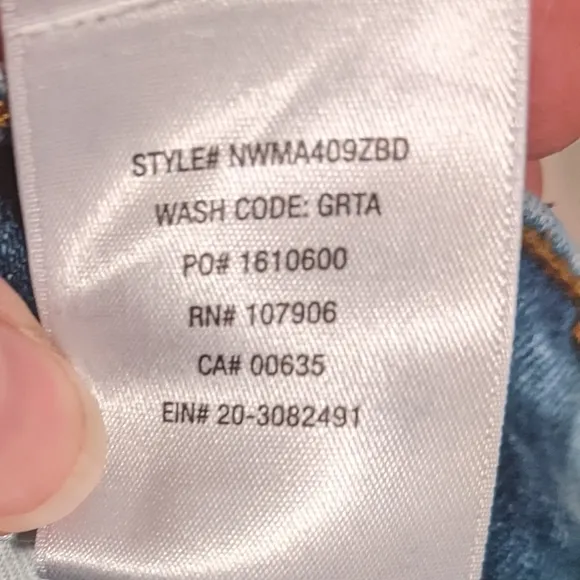 STYLE# NWMA409ZBD
WASH CODE: GRTA
PO# 1610600
RN# 107906
CA# 00635
EIN# 20-3082491